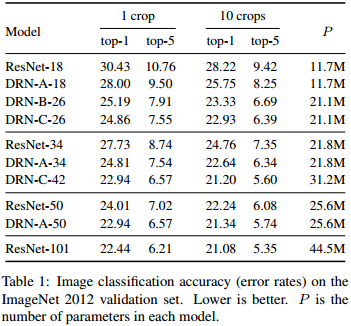 Model 1 crop 10 crops P
top-1 top-5 top-1 top-5
ResNet-18 30.43 10.76 28.22 9.42 11.7M
DRN-A-18 28.00 9.50 25.75 8.25 11.7M
DRN-B-26 25.19 7.91 23.33 6.69 21.1M
DRN-C-26 24.86 7.55 22.93 6.39 21.1M
ResNet-34 27.73 8.74 24.76 7.35 21.8M
DRN-A-34 24.81 7.54 22.64 6.34 21.8M
DRN-C-42 22.94 6.57 21.20 5.60 31.2M
ResNet-50 24.01 7.02 22.24 6.08 25.6M
DRN-A-50 22.94 6.57 21.34 5.74 25.6M
ResNet-101 22.44 6.21 21.08 5.35 44.5M
Table 1: Image classification accuracy (error rates) on the
ImageNet 2012 validation set. Lower is better. P is the
number of parameters in each model.